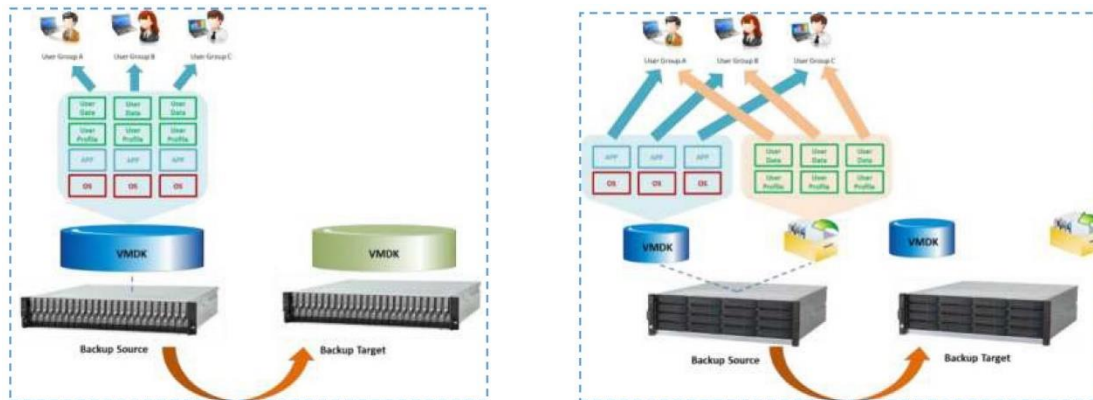 User Group A User Group B User Group C
User Data User Data User Data
User Profile User Profile User Profile
APP APP APP
OS OS OS
VMDK
VMDK
Backup Source
Backup Target
User Group A User Group B User Group C
APP APP APP
OS OS OS
User Data User Data User Data
User Profile User Profile User Profile
VMDK
VMDK
Backup Source
Backup Target